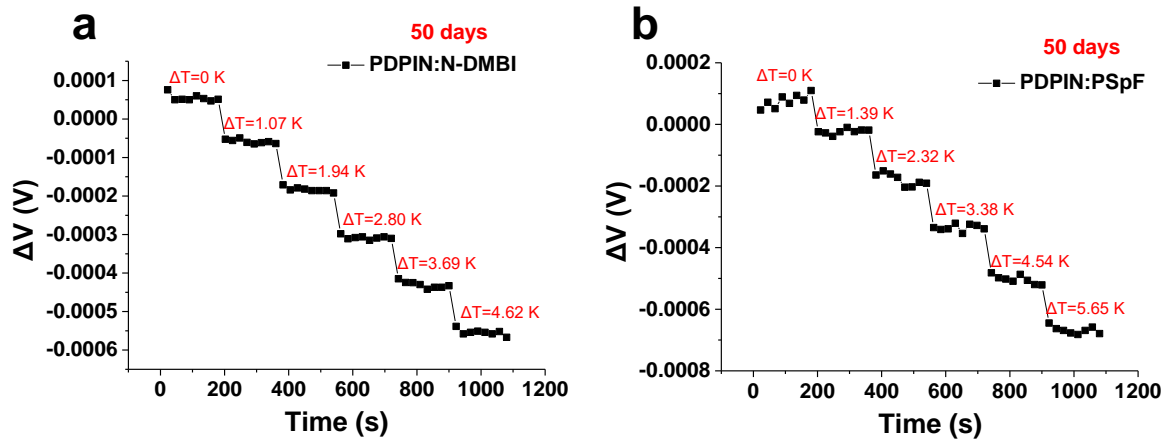 a
50 days
PDPIN:N-DMBI
ΔT=0 K
ΔT=1.07 K
ΔT=1.94 K
ΔT=2.80 K
ΔT=3.69 K
ΔT=4.62 K
0.0001
0.0000
-0.0001
-0.0002
-0.0003
-0.0004
-0.0005
-0.0006
ΔV (V)
0 200 400 600 800 1000 1200
Time (s)
b
50 days
PDPIN:PSpF
ΔT=0 K
ΔT=1.39 K
ΔT=2.32 K
ΔT=3.38 K
ΔT=4.54 K
ΔT=5.65 K
0.0002
0.0000
-0.0002
-0.0004
-0.0006
-0.0008
ΔV (V)
0 200 400 600 800 1000 1200
Time (s)